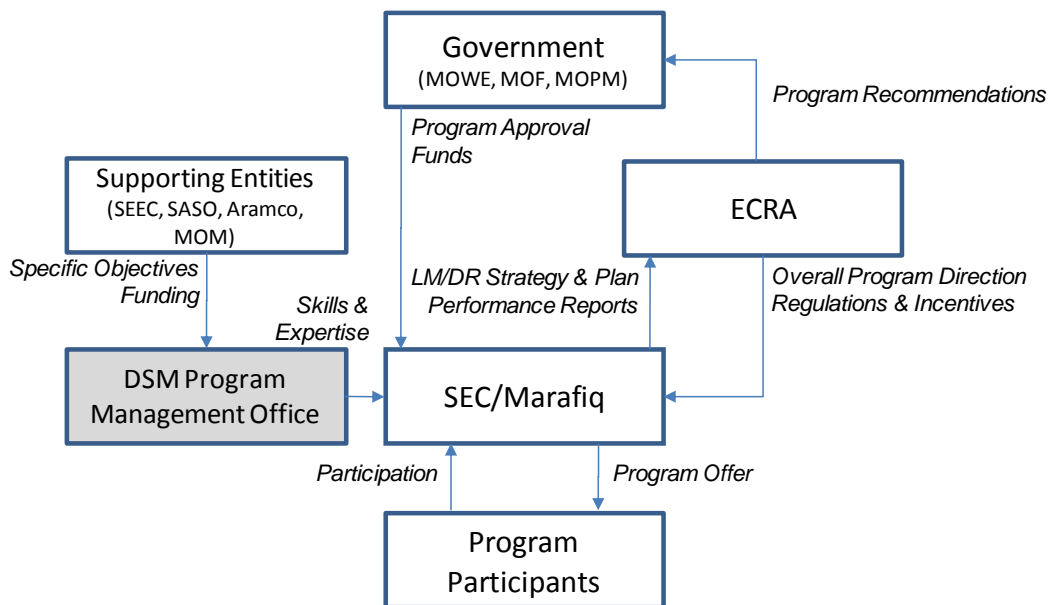 Government
(MOWE, MOF, MOPM)
Program Recommendations
Program Approval
Funds
Supporting Entities
(SEEC, SASO, Aramco,
MOM)
ECRA
Specific Objectives
Funding
Skills &
Expertise
LM/DR Strategy & Plan
Performance Reports
Overall Program Direction
Regulations & Incentives
DSM Program
Management Office
SEC/Marafiq
Participation
Program Offer
Program
Participants